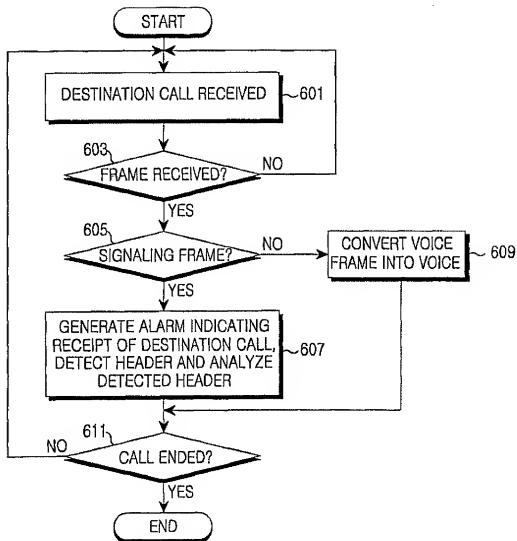 START
DESTINATION CALL RECEIVED
601
603
FRAME RECEIVED?
NO
YES
605
SIGNALING FRAME?
NO
CONVERT VOICE
FRAME INTO VOICE
609
YES
GENERATE ALARM INDICATING
RECEIPT OF DESTINATION CALL,
DETECT HEADER AND ANALYZE
DETECTED HEADER
607
611
NO
CALL ENDED?
YES
END